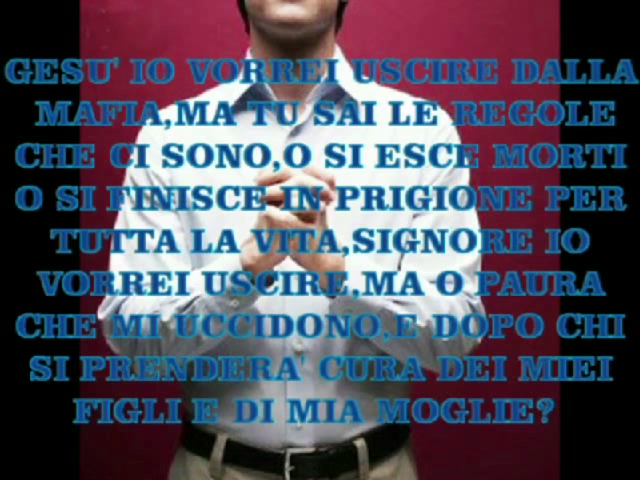 GESU' IO VORREI USCIRE DALLA
MAFIA,MA TU SAI LE REGOLE
CHE CI SONO,O SI ESCE MORTI
O SI FINISCE IN PRIGIONE PER
TUTTA LA VITA,SIGNORE IO
VORREI USCIRE,MA O PAURA
CHE MI UCCIDONO,E DOPO CHI
SI PRENDERA' CURA DEI MIEI
FIGLI E DI MIA MOGLIE?